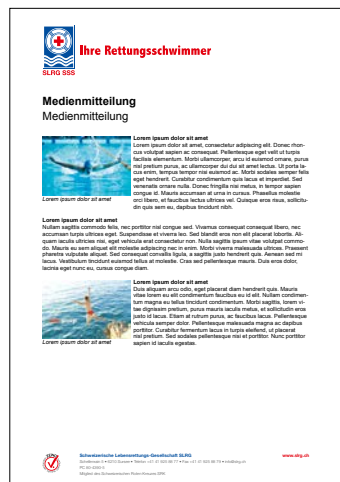 Ihre Rettungsschwimmer
SLRG SSS
Medienmitteilung
Medienmitteilung
Lorem ipsum dolor sit amet
Lorem ipsum dolor sit amet, consectetur adipiscing elit. Donec rhon-
cus volutpat sapien ac consequat. Pellentesque eget velit ut turpis
facilisis elementum. Morbi ullamcorper, arcu id euismod ornare, purus
nisl pretium purus, ac ullamcorper dui dui sit amet lectus. Ut porta la-
cus enim, tempus tempor nisi euismod ac. Morbi sodales semper felis
eget hendrerit. Curabitur condimentum quis lacus et imperdiet. Sed
venenatis ornare nulla. Donec fringilla nisi metus, in tempor sapien
congue id. Mauris accumsan at urna in cursus. Phasellus molestie
orci libero, et faucibus lectus ultrices vel. Quisque eros risus, sollicitu-
din quis sem eu, dapibus tincidunt nibh.
Lorem ipsum dolor sit amet
Lorem ipsum dolor sit amet
Nullam sagittis commodo felis, nec porttitor nisl congue sed. Vivamus consequat consequat libero, nec
accumsan turpis ultrices eget. Suspendisse et viverra leo. Sed blandit eros non elit placerat lobortis. Ali-
quam iaculis ultricies nisi, eget vehicula erat consectetur non. Nulla sagittis ipsum vitae volutpat commo-
do. Mauris eu sem aliquet elit molestie adipiscing nec in enim. Morbi viverra malesuada ultrices. Praesent
pharetra vulputate aliquet. Sed consequat convallis ligula, a sagittis justo hendrerit quis. Aenean sed mi
lacus. Vestibulum tincidunt euismod tellus at molestie. Cras sed pellentesque mauris. Duis eros dolor,
lacinia eget nunc eu, cursus congue diam.
Lorem ipsum dolor sit amet
Duis aliquam arcu odio, eget placerat diam hendrerit quis. Mauris
vitae lorem eu elit condimentum faucibus eu id elit. Nullam condimen-
tum magna eu tellus tincidunt condimentum. Morbi sagittis, lorem vi-
tae dignissim pretium, purus mauris iaculis metus, et sollicitudin eros
justo id lacus. Etiam at rutrum purus, ac faucibus lacus. Pellentesque
vehicula semper dolor. Pellentesque malesuada magna ac dapibus
porttitor. Curabitur fermentum lacus in turpis eleifend, ut placerat
nisl pretium. Sed sodales pellentesque nisi et porttitor. Nunc porttitor
sapien id iaculis egestas.
Lorem ipsum dolor sit amet
Schweizerische Lebensrettungs-Gesellschaft SLRG
www.slrg.ch
Mitglied des Schweizerischen Roten Kreuzes SRK